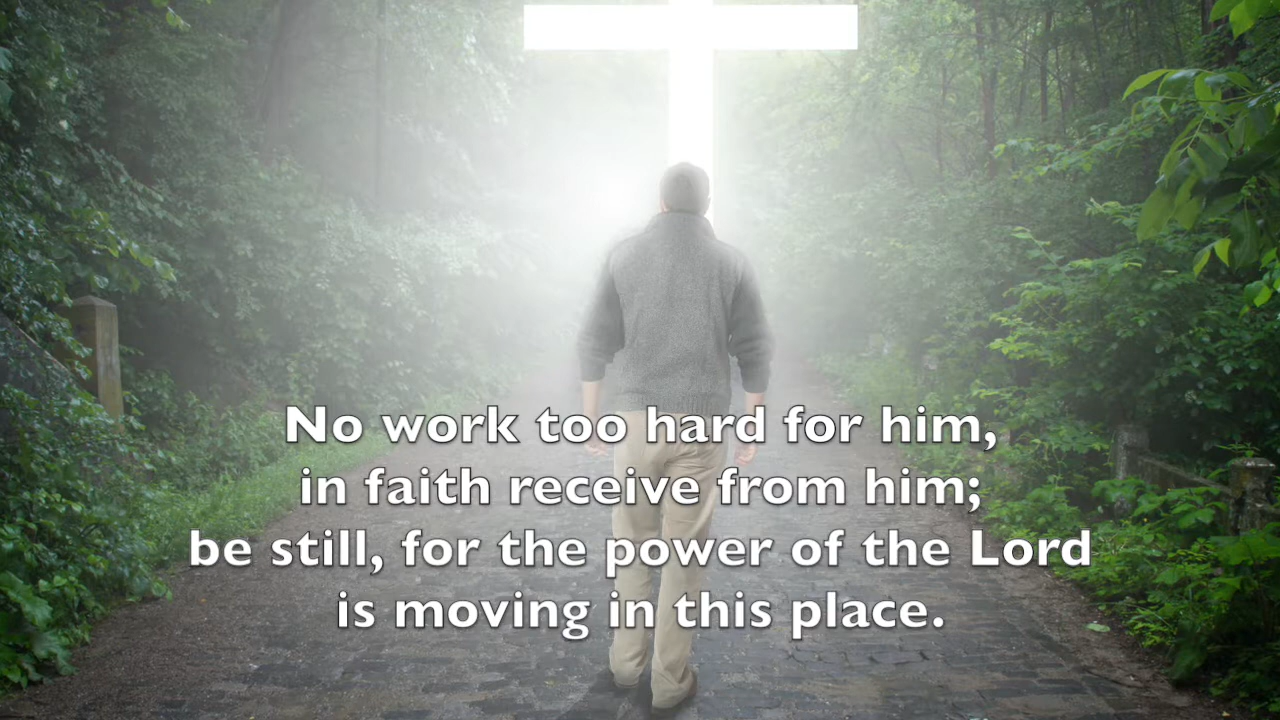 No work too hard for him,
in faith receive from him;
be still, for the power of the Lord
is moving in this place.